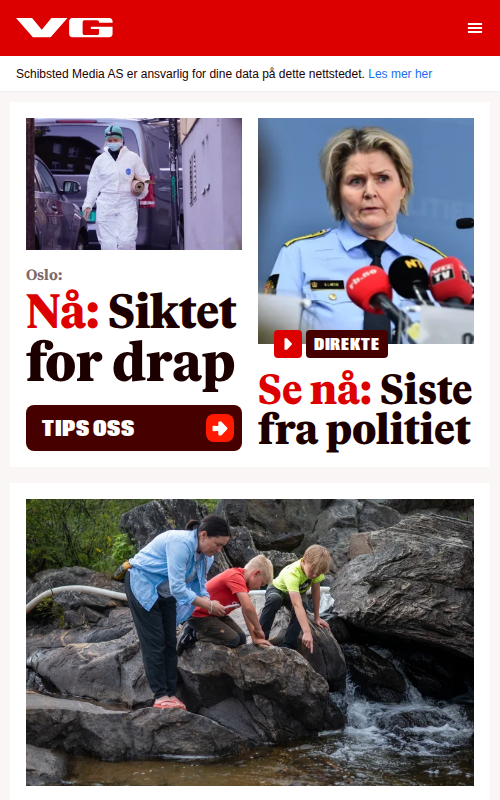 VG
Schibsted Media AS er ansvarlig for dine data på dette nettstedet. Les mer her
Oslo:
Nå: Siktet
for drap
TIPS OSS
DIREKTE
Se nå: Siste
fra politiet